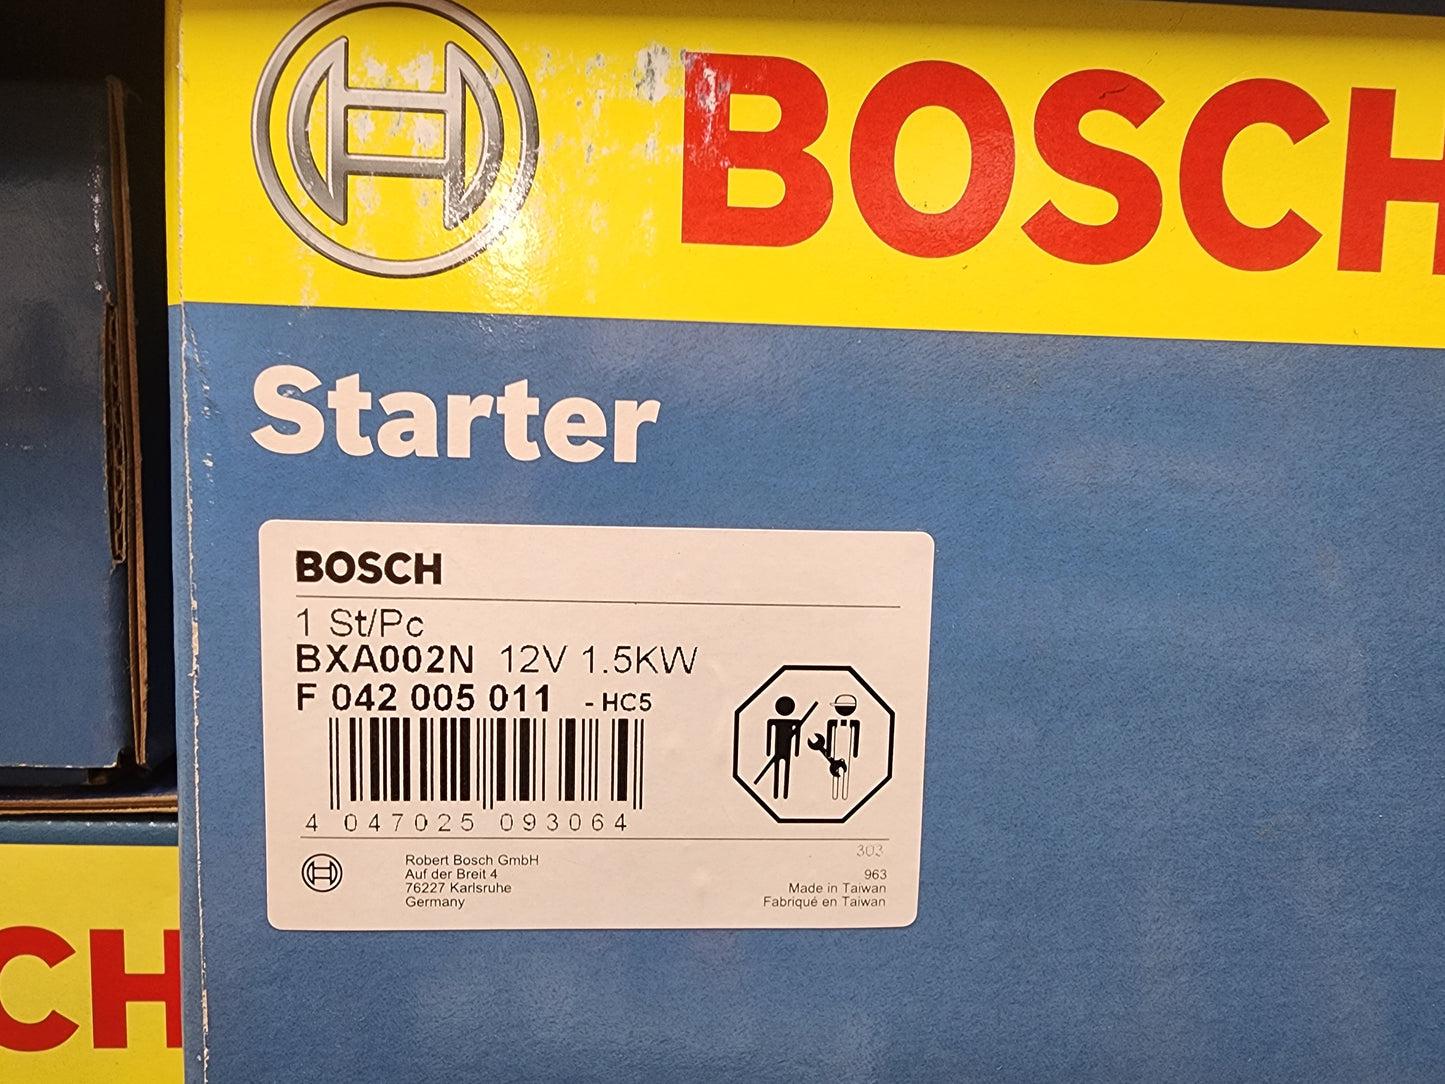 BOSCH
Starter
BOSCH
1 St/Pc
BXA002N 12V 1.5KW
F 042 005 011 - HC5
4 047025 093064
303
963
Robert Bosch GmbH
Auf der Breit 4
76227 Karlsruhe
Germany
Made in Taiwan
Fabriqué en Taiwan
CH